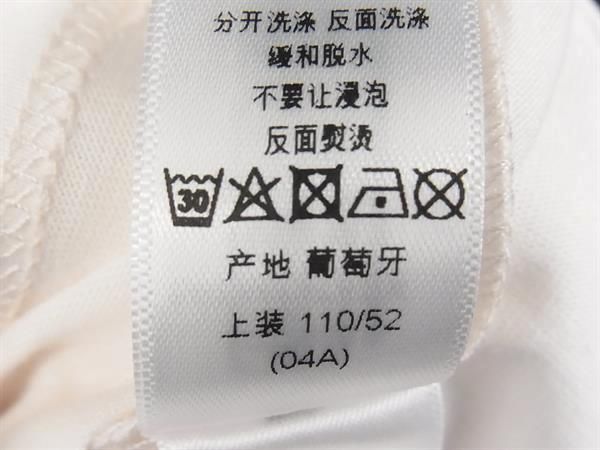 分开洗涤 反面洗涤
缓和脱水
不要让浸泡
反面熨烫
30
产地 葡萄牙
上装 110/52
(04A)